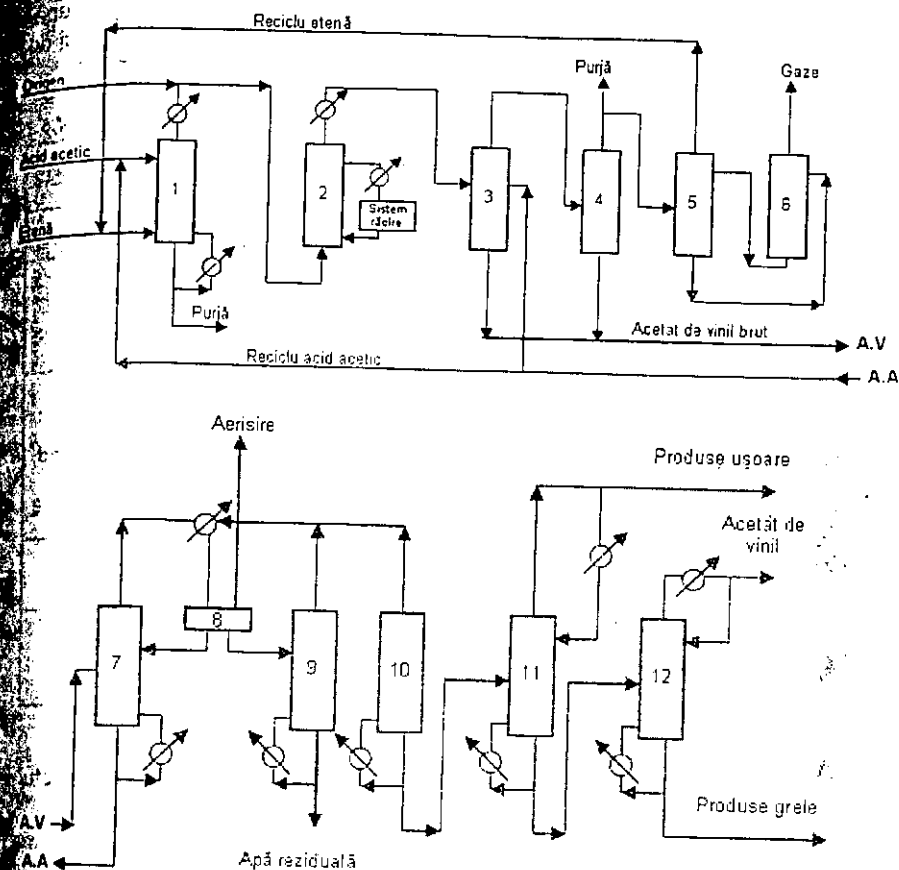 Reciclu etenă
Purjă
Gaze
Acid acetic
1
2
Sistem
răcire
3
4
5
6
Purjă
Acetat de vinil brut
A.V
Reciclu acid acetic
A.A
Aerisire
Produse ușoare
Acetat de
vinil
7
8
9
10
11
12
Produse grele
A.V
A.A
Apă reziduală